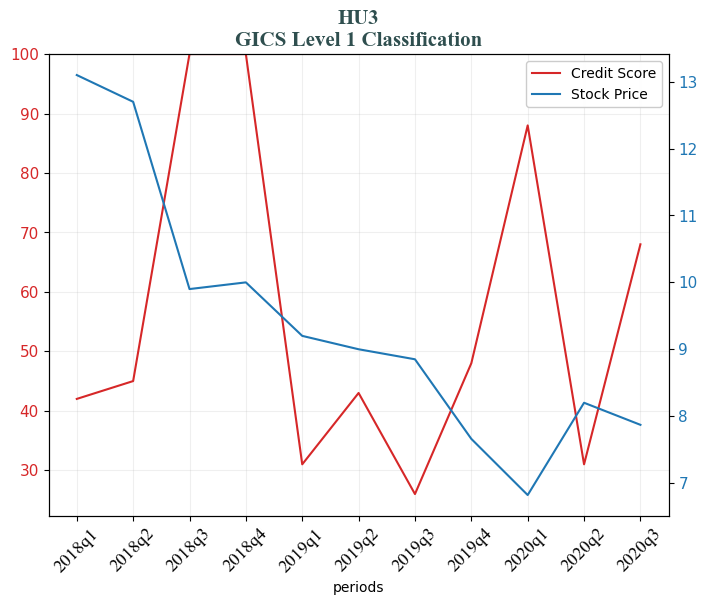 HU3
GICS Level 1 Classification
Credit Score
Stock Price
100
90
80
70
60
50
40
30
13
12
11
10
9
8
7
2018q1
2018q2
2018q3
2018q4
2019q1
2019q2
2019q3
2019q4
2020q1
2020q2
2020q3
periods